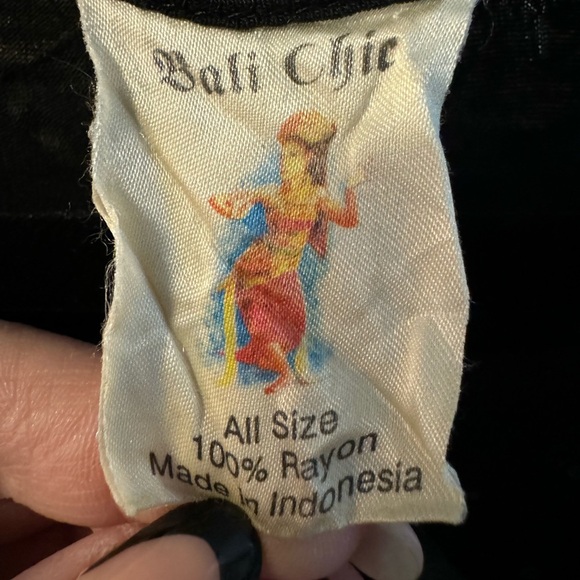 Bali Chic
All Size
100% Rayon
Made in Indonesia